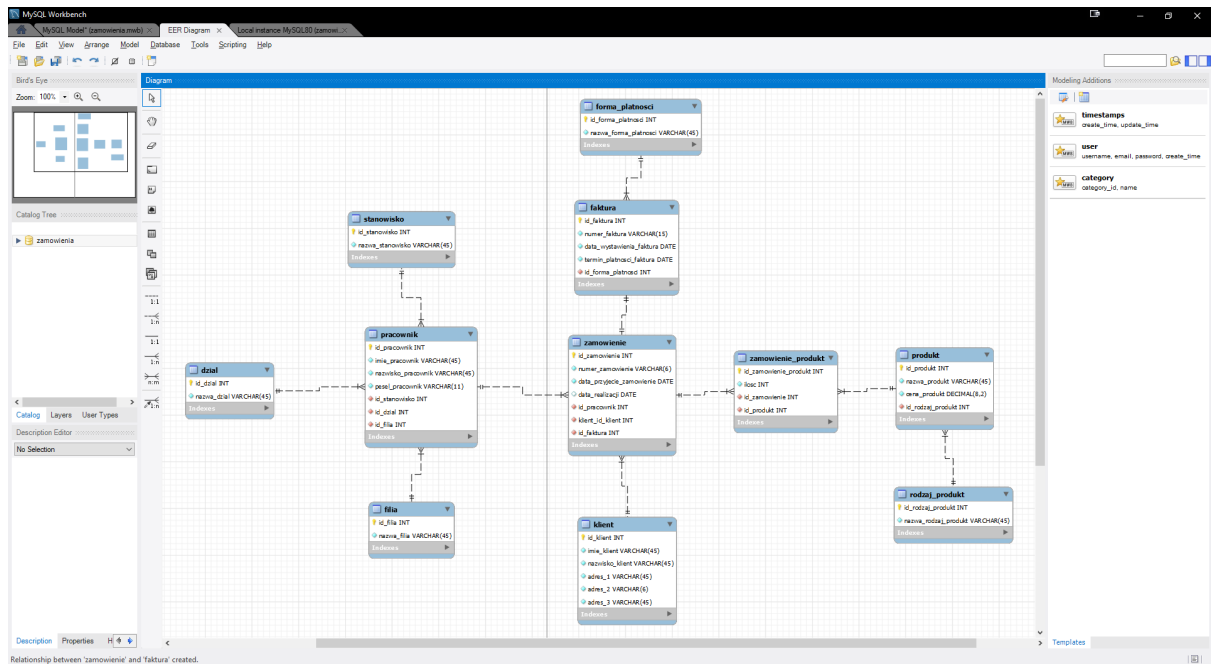 MySQL Workbench
MySQL Model* (zamowienia.mwb) ×
EER Diagram ×
Local instance MySQL80 (zamowi... ×
File Edit View Arrange Model Database Tools Scripting Help
Bird's Eye
Zoom: 100%
Catalog Tree
zamowienia
Catalog Layers User Types
Description Editor
No Selection
Description Properties H
Diagram
1:1
1:n
1:1
1:n
n:m
1:n
forma_platnosci
id_forma_platnosci INT
nazwa_forma_platnosci VARCHAR(45)
Indexes
faktura
id_faktura INT
numer_faktura VARCHAR(15)
data_wystawienia_faktura DATE
termin_platnosci_faktura DATE
id_forma_platnosci INT
Indexes
stanowisko
id_stanowisko INT
nazwa_stanowisko VARCHAR(45)
Indexes
pracownik
id_pracownik INT
imie_pracownik VARCHAR(45)
nazwisko_pracownik VARCHAR(45)
pesel_pracownik VARCHAR(11)
id_stanowisko INT
id_dzial INT
id_filia INT
Indexes
zamowienie
id_zamowienie INT
numer_zamowienie VARCHAR(6)
data_przyjecie_zamowienie DATE
data_realizacji DATE
id_pracownik INT
klient_id_klient INT
id_faktura INT
Indexes
zamowienie_produkt
id_zamowienie_produkt INT
ilosc INT
id_zamowienie INT
id_produkt INT
Indexes
produkt
id_produkt INT
nazwa_produkt VARCHAR(45)
cena_produkt DECIMAL(8,2)
id_rodzaj_produkt INT
Indexes
dzial
id_dzial INT
nazwa_dzial VARCHAR(45)
Indexes
filia
id_filia INT
nazwa_filia VARCHAR(45)
Indexes
klient
id_klient INT
imie_klient VARCHAR(45)
nazwisko_klient VARCHAR(45)
adres_1 VARCHAR(45)
adres_2 VARCHAR(6)
adres_3 VARCHAR(45)
Indexes
rodzaj_produkt
id_rodzaj_produkt INT
nazwa_rodzaj_produkt VARCHAR(45)
Indexes
Modeling Additions
timestamps
create_time, update_time
user
username, email, password, create_time
category
category_id, name
Templates
Relationship between 'zamowienie' and 'faktura' created.